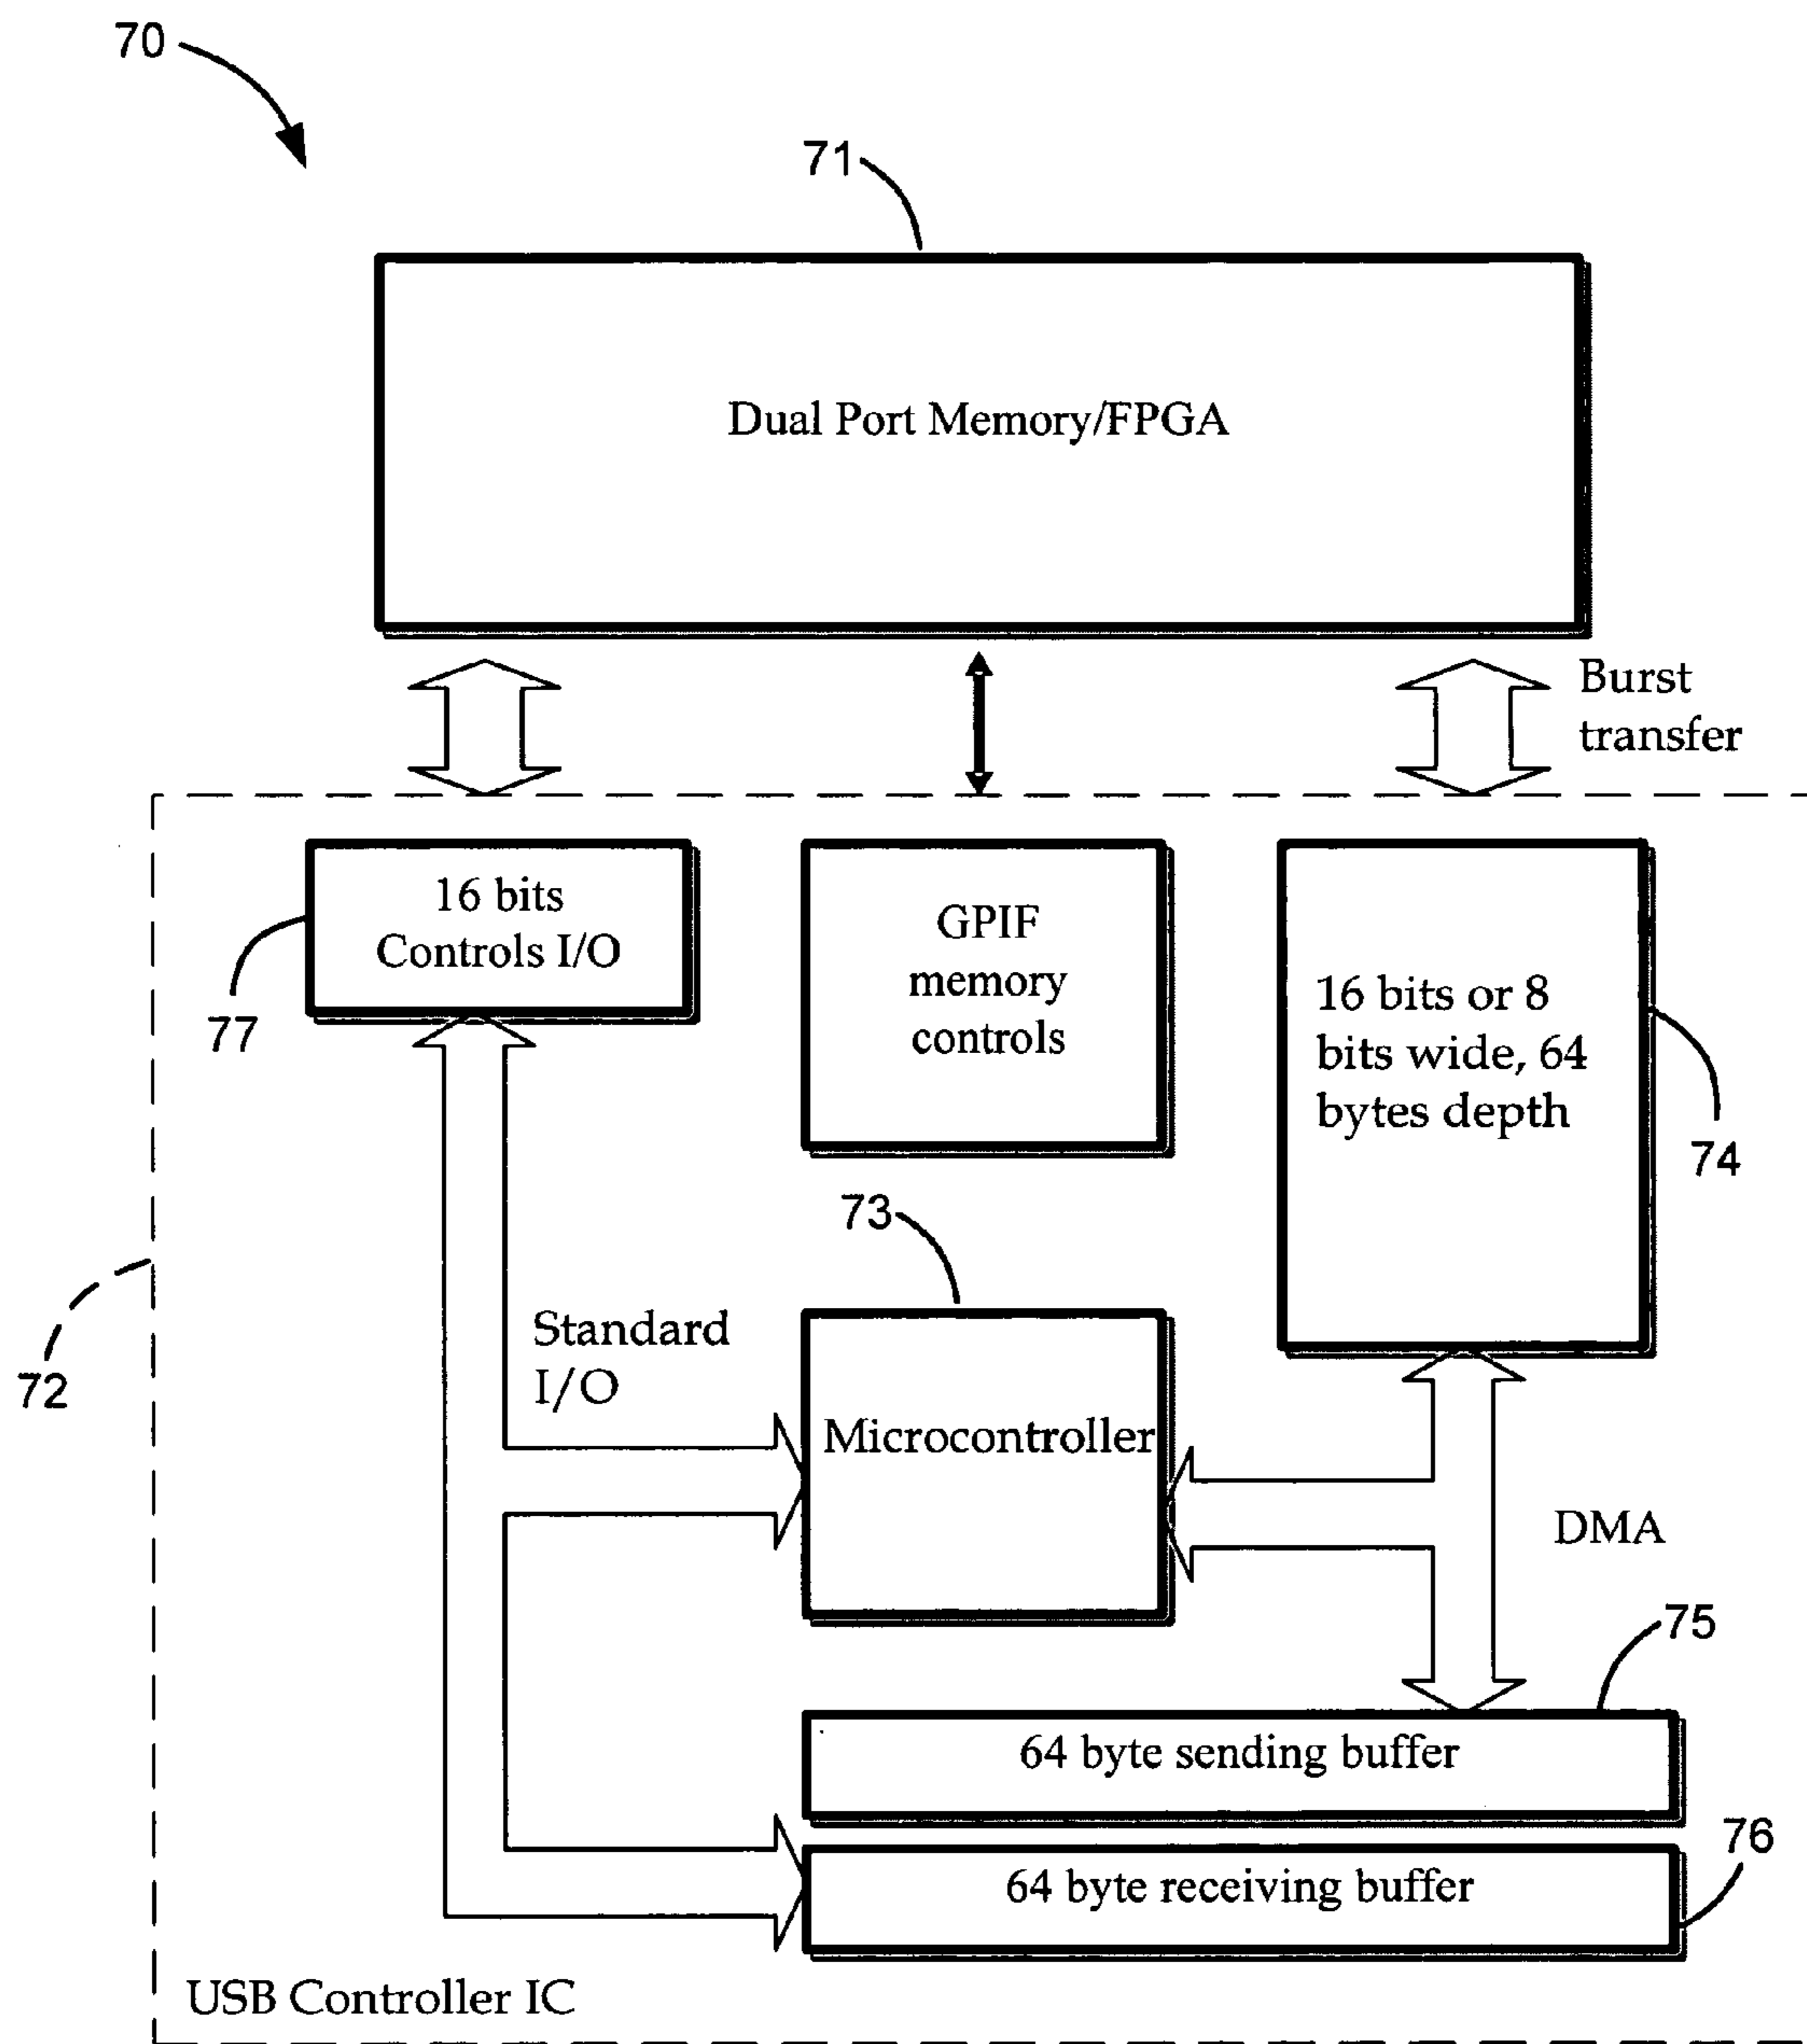 70
71
Dual Port Memory/FPGA
Burst
transfer
16 bits
Controls I/O
77
GPIF
memory
controls
16 bits or 8
bits wide, 64
bytes depth
74
73
72
Standard
I/O
Microcontroller
DMA
75
64 byte sending buffer
76
64 byte receiving buffer
USB Controller IC